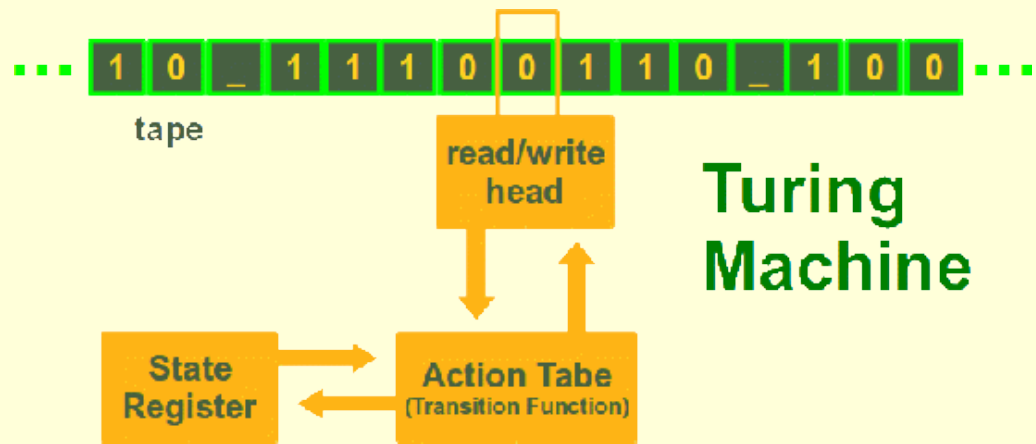 1 0 _ 1 1 1 0 0 1 1 0 _ 1 0 0
tape
read/write
head
Turing
Machine
State
Register
Action Tabe
(Transition Function)